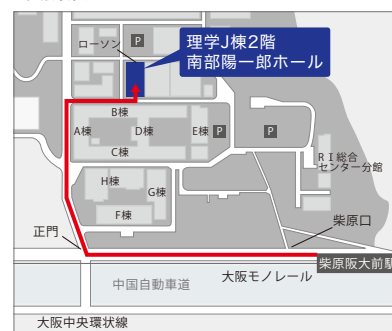 ローソン
P
理学J棟2階
南部陽一郎ホール
B棟
A棟
D棟
E棟
P
P
C棟
RI総合
センター分館
H棟
G棟
F棟
正門
柴原口
柴原阪大前駅
大阪モノレール
中国自動車道
大阪中央環状線